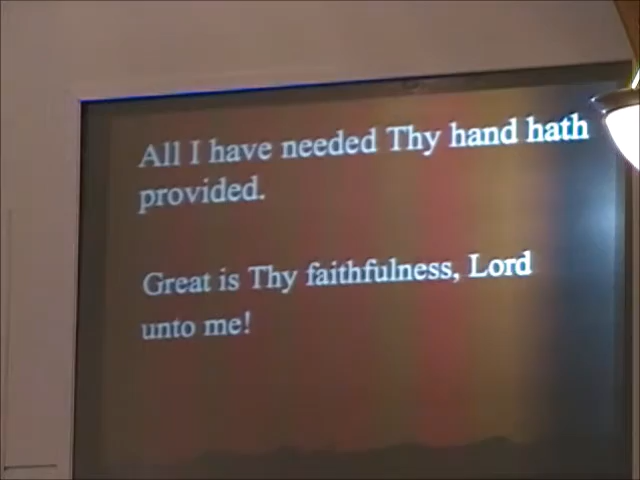 All I have needed Thy hand hath
provided.
Great is Thy faithfulness, Lord
unto me!